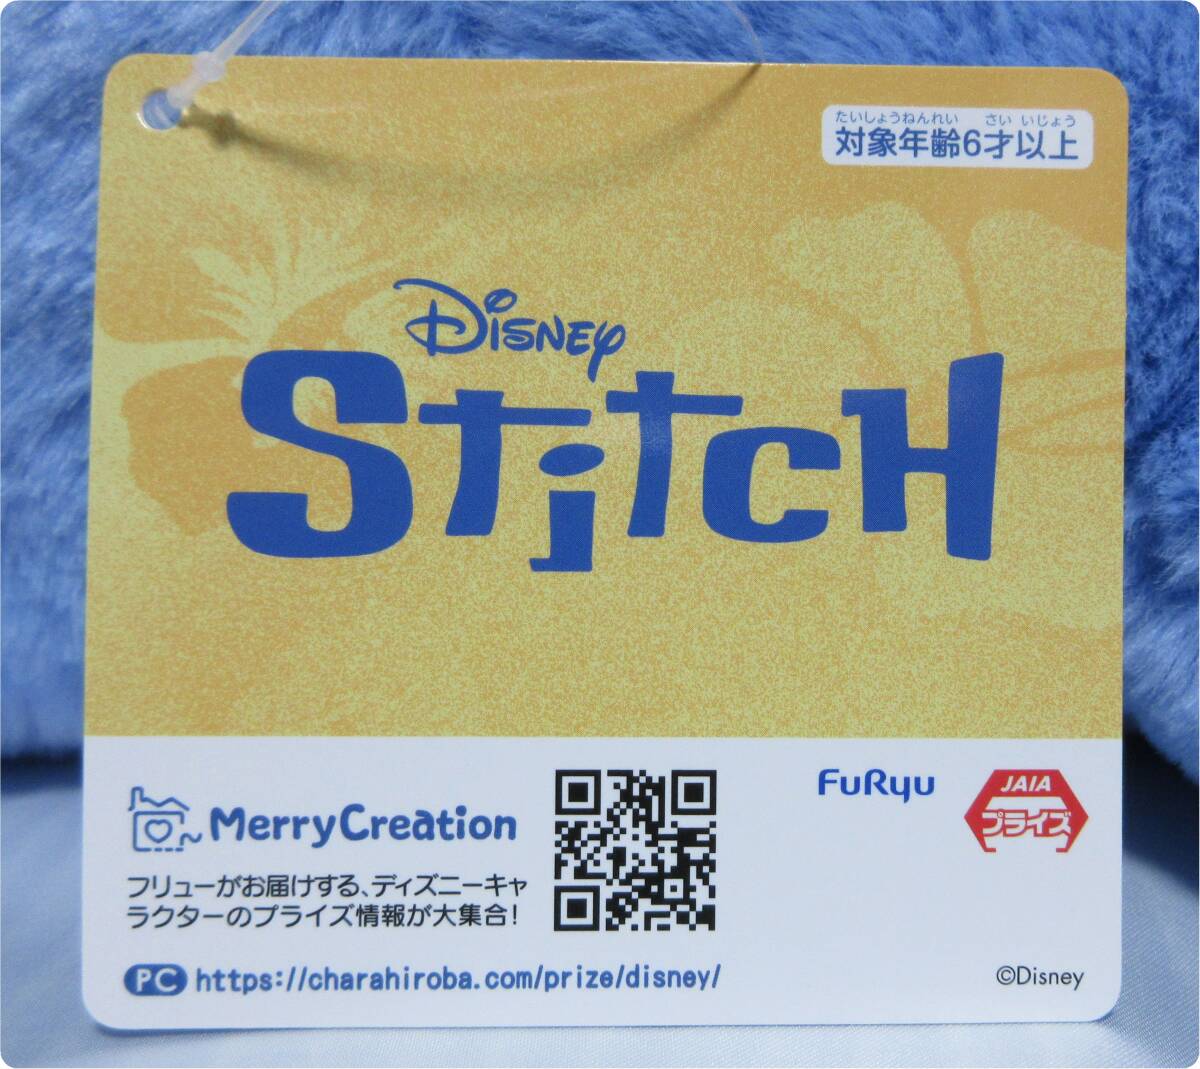 たいしょうねんれい さい いじょう
対象年齢6才以上
Disney
Stitch
MerryCreation
フリューがお届けする、ディズニーキャ
ラクターのプライズ情報が大集合!
PC https://charahiroba.com/prize/disney/
FuRyu
JAIA
プライズ
©Disney